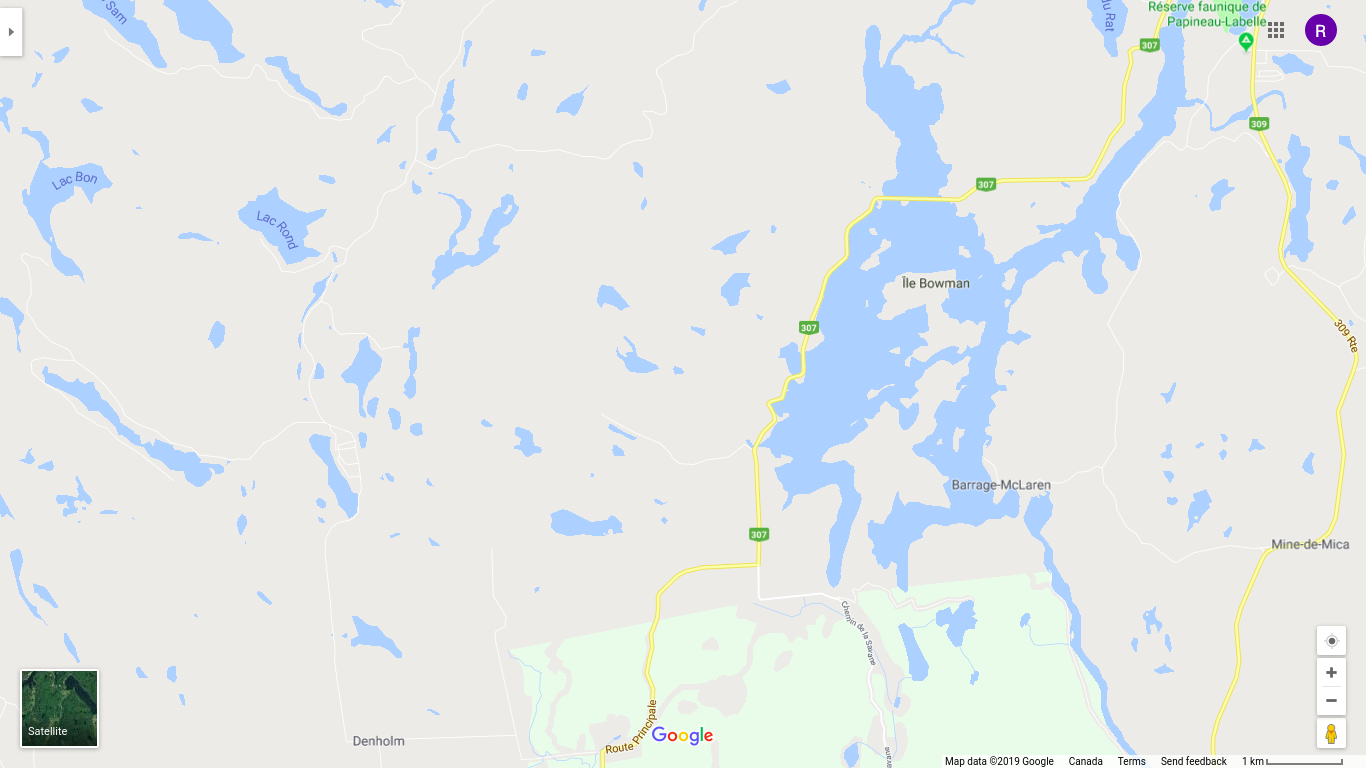 Sam
du Rat
Réserve faunique de
Papineau-Labelle
R
307
309
Lac Bon
307
Lac Rond
Île Bowman
307
309 Rte
Barrage-McLaren
307
Mine-de-Mica
Chemin de la Savane
Satellite
Denholm
Route Principale
Google
Map data ©2019 Google
Canada
Terms
Send feedback
1 km